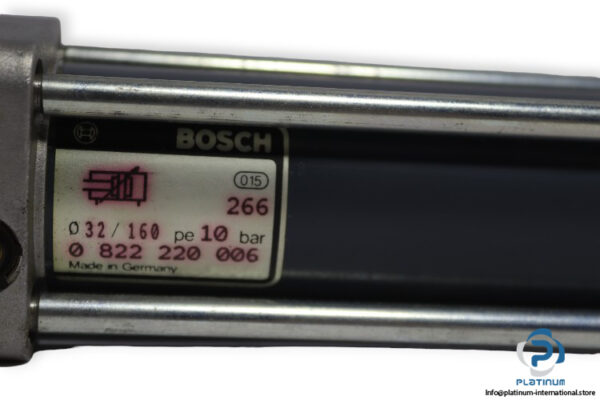 BOSCH
015
266
Ø 32 / 160 pe 10 bar
0 822 220 006
Made in Germany
PLATINUM
Info@platinum-international.store